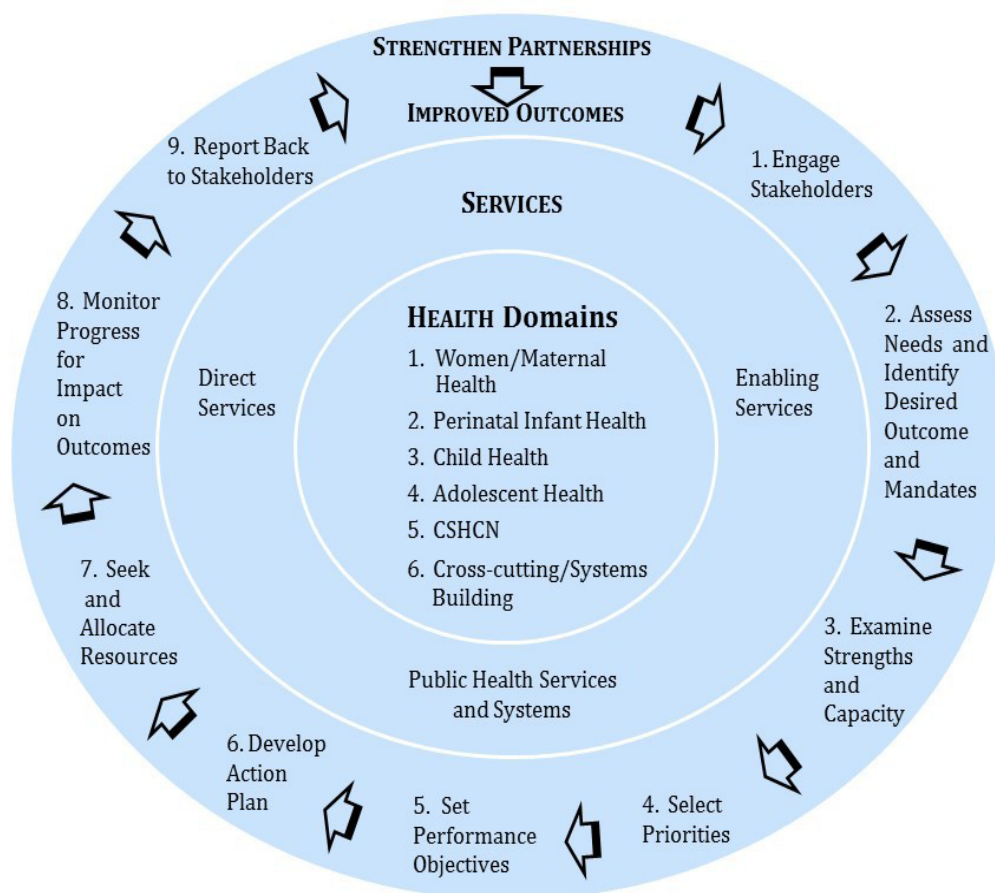 STRENGTHEN PARTNERSHIPS
IMPROVED OUTCOMES
1. Engage
Stakeholders
2. Assess
Needs and
Identify
Desired
Outcome
and
Mandates
3. Examine
Strengths
and
Capacity
4. Select
Priorities
5. Set
Performance
Objectives
6. Develop
Action
Plan
7. Seek
and
Allocate
Resources
8. Monitor
Progress
for
Impact
on
Outcomes
9. Report Back
to Stakeholders
SERVICES
Direct
Services
Enabling
Services
Public Health Services
and Systems
HEALTH Domains
1. Women/Maternal
Health
2. Perinatal Infant Health
3. Child Health
4. Adolescent Health
5. CSHCN
6. Cross-cutting/Systems
Building